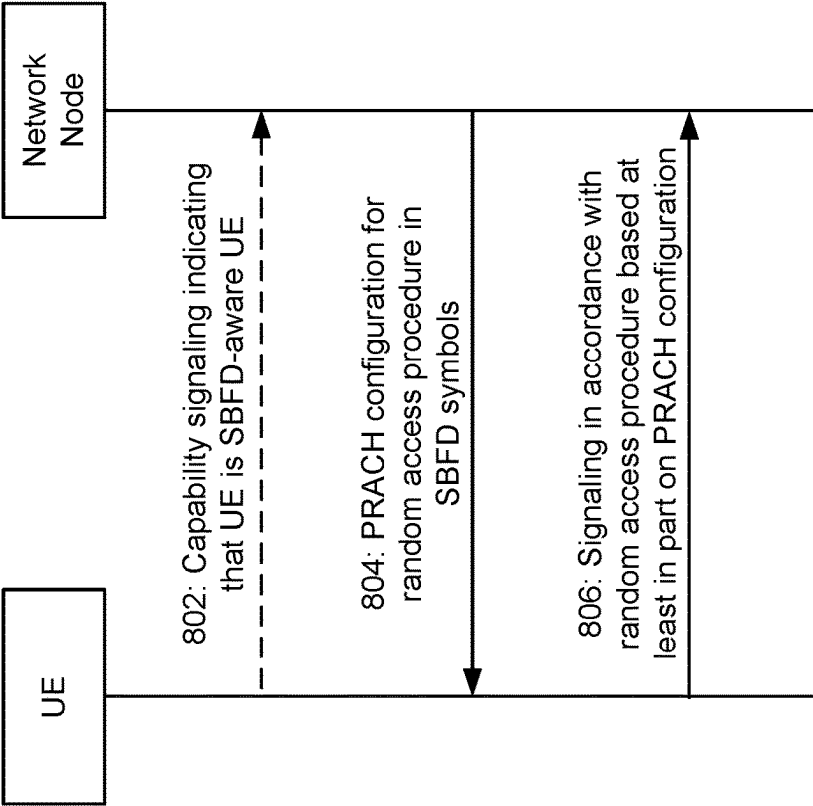 UE
Network
Node
802: Capability signaling indicating
that UE is SBFD-aware UE
804: PRACH configuration for
random access procedure in
SBFD symbols
806: Signaling in accordance with
random access procedure based at
least in part on PRACH configuration